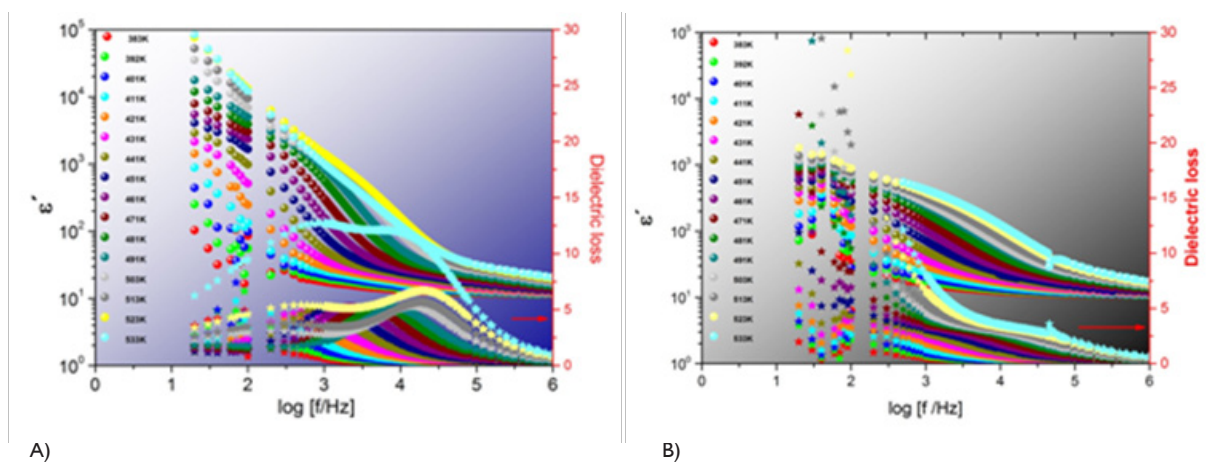 10⁵
10⁴
10³
10²
10¹
10⁰
ε´
383K
392K
401K
411K
421K
431K
441K
451K
461K
471K
481K
491K
503K
513K
523K
533K
30
25
20
15
10
5
0
Dielectric loss
0 1 2 3 4 5 6
log [f/Hz]
A)
10⁵
10⁴
10³
10²
10¹
10⁰
ε´
383K
392K
401K
411K
421K
431K
441K
451K
461K
471K
481K
491K
503K
513K
523K
533K
30
25
20
15
10
5
0
Dielectric loss
0 1 2 3 4 5 6
log [f /Hz]
B)